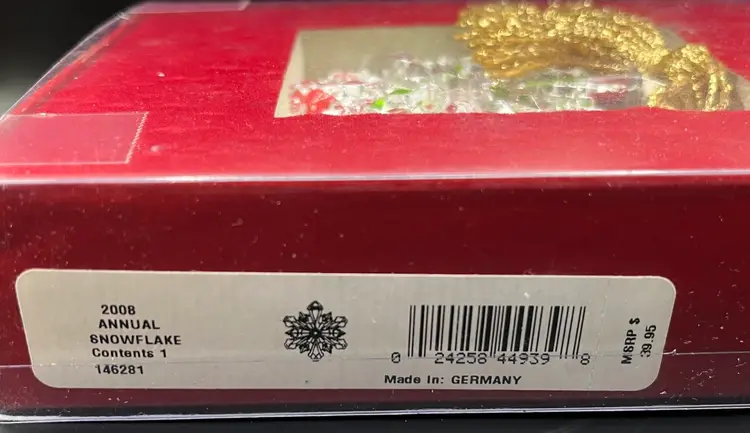 2008
ANNUAL
SNOWFLAKE
Contents 1
146281
0 24258 44939 8
Made In: GERMANY
MSRP $
39.95